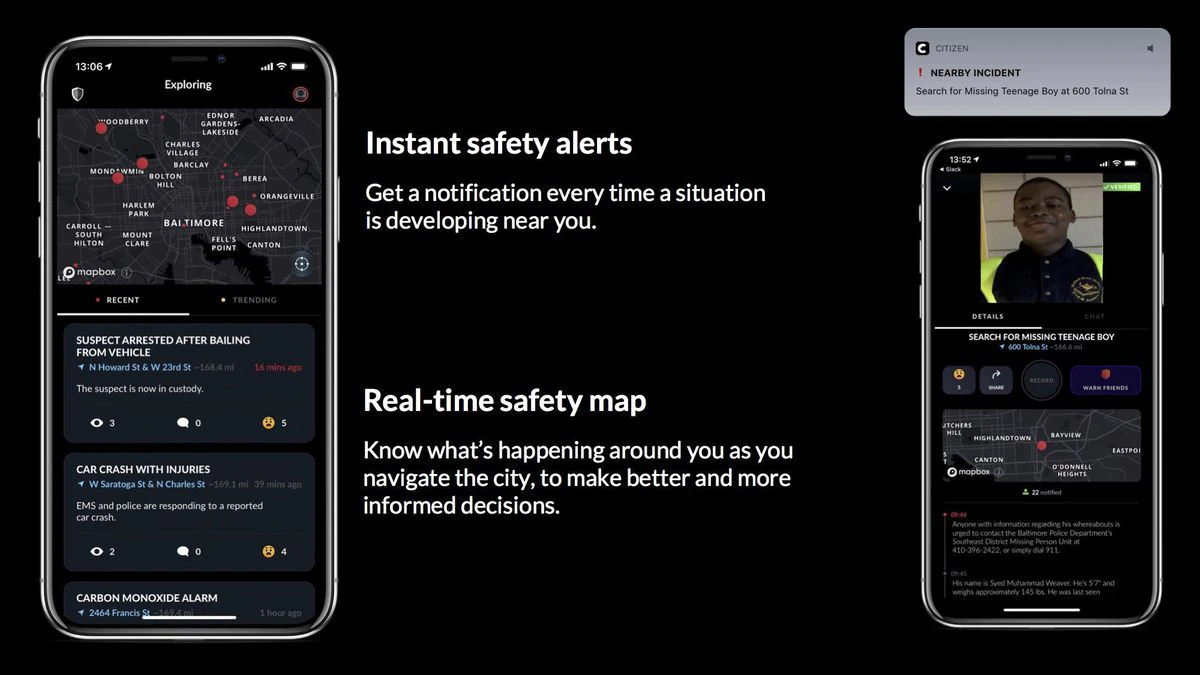 13:06
Exploring
WOODBERRY
EDNOR
GARDENS-
LAKESIDE
ARCADIA
CHARLES
VILLAGE
MONDAWMIN
BARCLAY
BOLTON
HILL
BEREA
ORANGEVILLE
HARLEM
PARK
BALTIMORE
CARROLL —
SOUTH
HILTON
MOUNT
CLARE
FELL'S
POINT
HIGHLANDTOWN
CANTON
mapbox
RECENT
TRENDING
SUSPECT ARRESTED AFTER BAILING
FROM VEHICLE
N Howard St & W 23rd St ~168.4 mi 16 mins ago
The suspect is now in custody.
3 0 5
CAR CRASH WITH INJURIES
W Saratoga St & N Charles St ~169.1 mi 39 mins ago
EMS and police are responding to a reported
car crash.
2 0 4
CARBON MONOXIDE ALARM
2464 Francis St ~169.4 mi 1 hour ago
Instant safety alerts
Get a notification every time a situation
is developing near you.
Real-time safety map
Know what's happening around you as you
navigate the city, to make better and more
informed decisions.
C CITIZEN
! NEARBY INCIDENT
Search for Missing Teenage Boy at 600 Tolna St
13:52
Slack
VERIFIED
DETAILS
CHAT
SEARCH FOR MISSING TEENAGE BOY
600 Tolna St ~166.6 mi
5
SHARE
RECORD
WARN FRIENDS
UTCHERS
HILL
HIGHLANDTOWN
BAYVIEW
EASTPO
CANTON
O'DONNELL
HEIGHTS
mapbox
22 notified
09:46
Anyone with information regarding his whereabouts is
urged to contact the Baltimore Police Department's
Southeast District Missing Person Unit at
410-396-2422, or simply dial 911.
09:45
His name is Syed Muhammad Weaver. He's 5'7" and
weighs approximately 145 lbs. He was last seen